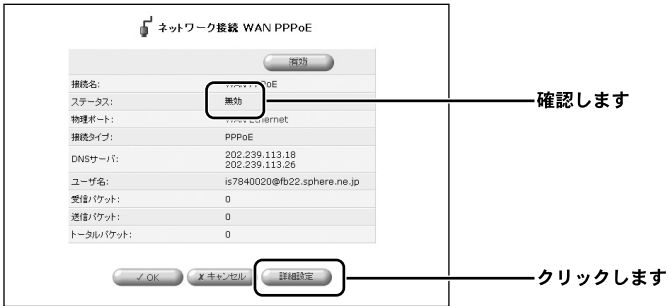 ネットワーク接続 WAN PPPoE
有効
接続名: WAN PPPoE
ステータス: 無効
確認します
物理ポート: WAN Ethernet
接続タイプ: PPPoE
DNSサーバ: 202.239.113.18
202.239.113.26
ユーザ名: is7840020@fb22.sphere.ne.jp
受信パケット: 0
送信パケット: 0
トータルパケット: 0
✓ OK
✗ キャンセル
詳細設定
クリックします